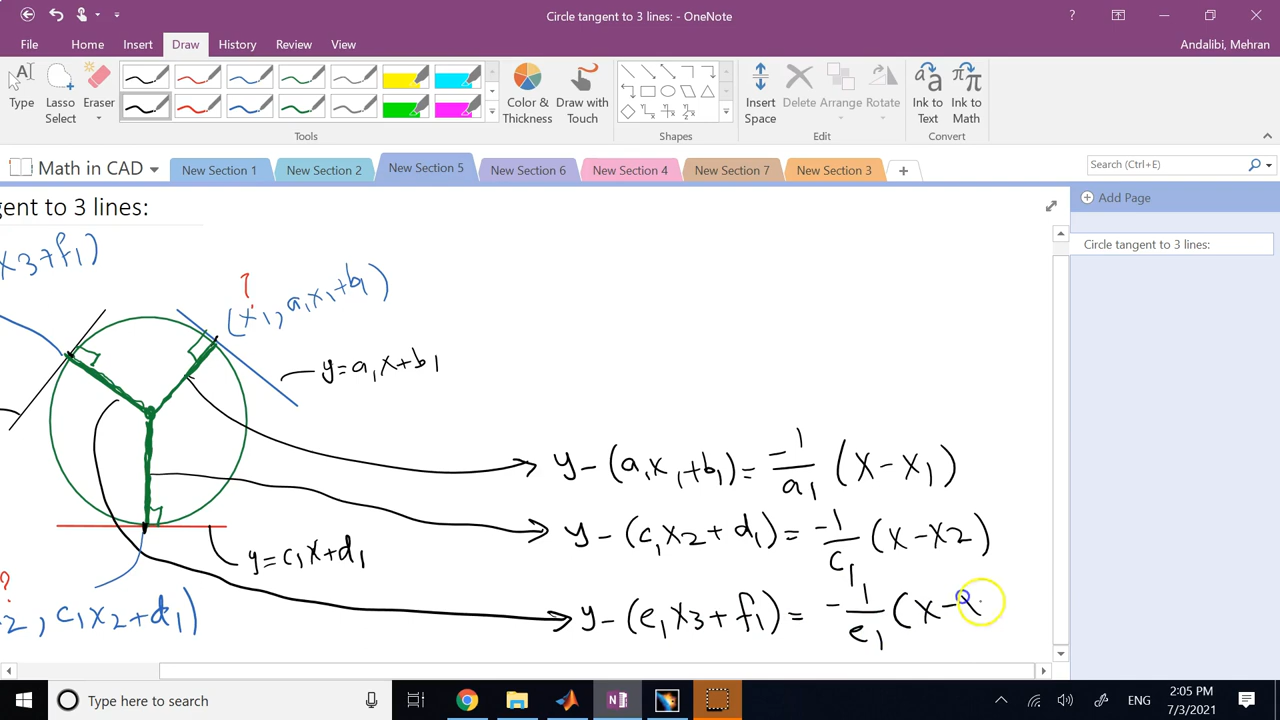 Circle tangent to 3 lines: - OneNote
?
File Home Insert Draw History Review View
Andalibi, Mehran
Type
Lasso Select
Eraser
Color & Thickness
Draw with Touch
Insert Space
Delete
Arrange
Rotate
Ink to Text
Ink to Math
Tools
Shapes
Edit
Convert
Math in CAD
New Section 1
New Section 2
New Section 5
New Section 6
New Section 4
New Section 7
New Section 3
+
Search (Ctrl+E)
Add Page
Circle tangent to 3 lines:
gent to 3 lines:
x3+f1)
?
(x1, a1x1+b1)
y=a1x+b1
y-(a1x1+b1)=-1/a1 (x-x1)
y-(c1x2+d1)=-1/c1 (x-x2)
y=c1x+d1
?
2, c1x2+d1)
y-(e1x3+f1)=-1/e1 (x-
Type here to search
ENG
2:05 PM
7/3/2021